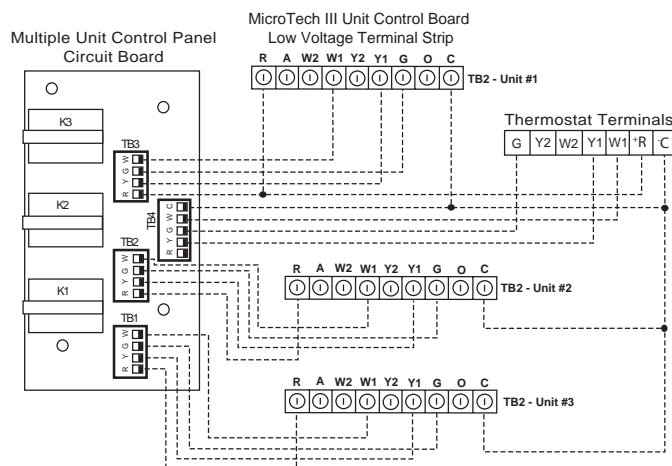 MicroTech III Unit Control Board
Low Voltage Terminal Strip
Multiple Unit Control Panel
Circuit Board
R A W2 W1 Y2 Y1 G O C
TB2 - Unit #1
Thermostat Terminals
G Y2 W2 Y1 W1 +R -C
K3
TB3
W
G
Y
R
K2
TB4
C
W
G
Y
R
TB2
W
G
Y
R
K1
R A W2 W1 Y2 Y1 G O C
TB2 - Unit #2
TB1
W
G
Y
R
R A W2 W1 Y2 Y1 G O C
TB2 - Unit #3